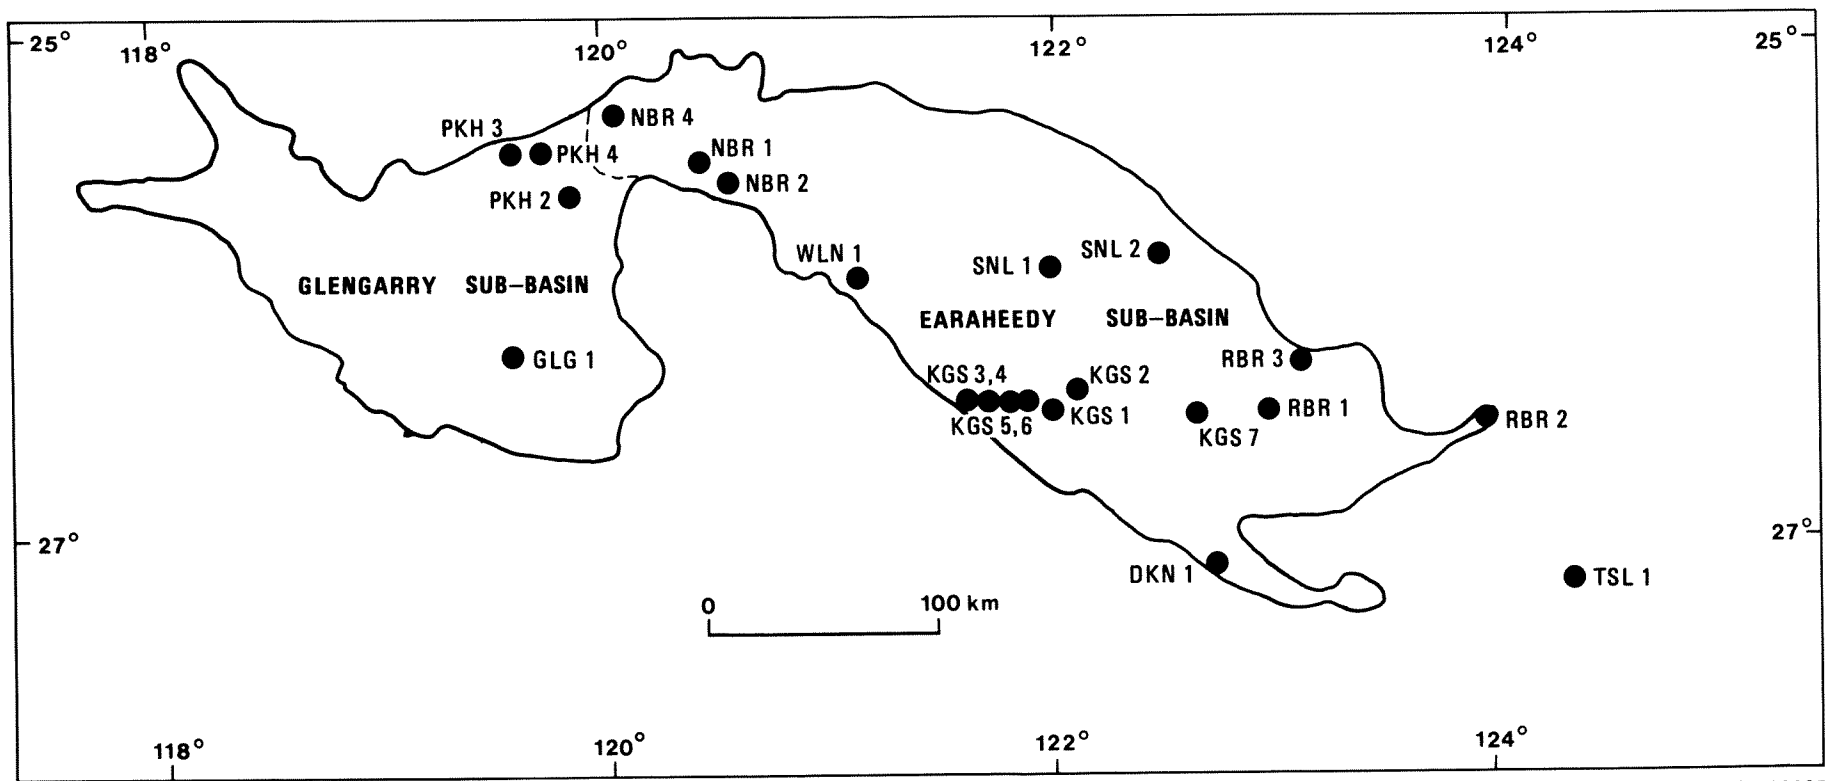 25°
118°
120°
122°
124°
25°
NBR 4
PKH 3
PKH 4
NBR 1
NBR 2
PKH 2
WLN 1
SNL 1
SNL 2
GLENGARRY SUB–BASIN
EARAHEEDY SUB–BASIN
GLG 1
RBR 3
KGS 3,4
KGS 2
KGS 5,6
KGS 1
KGS 7
RBR 1
RBR 2
27°
27°
DKN 1
TSL 1
0 100 km
118°
120°
122°
124°